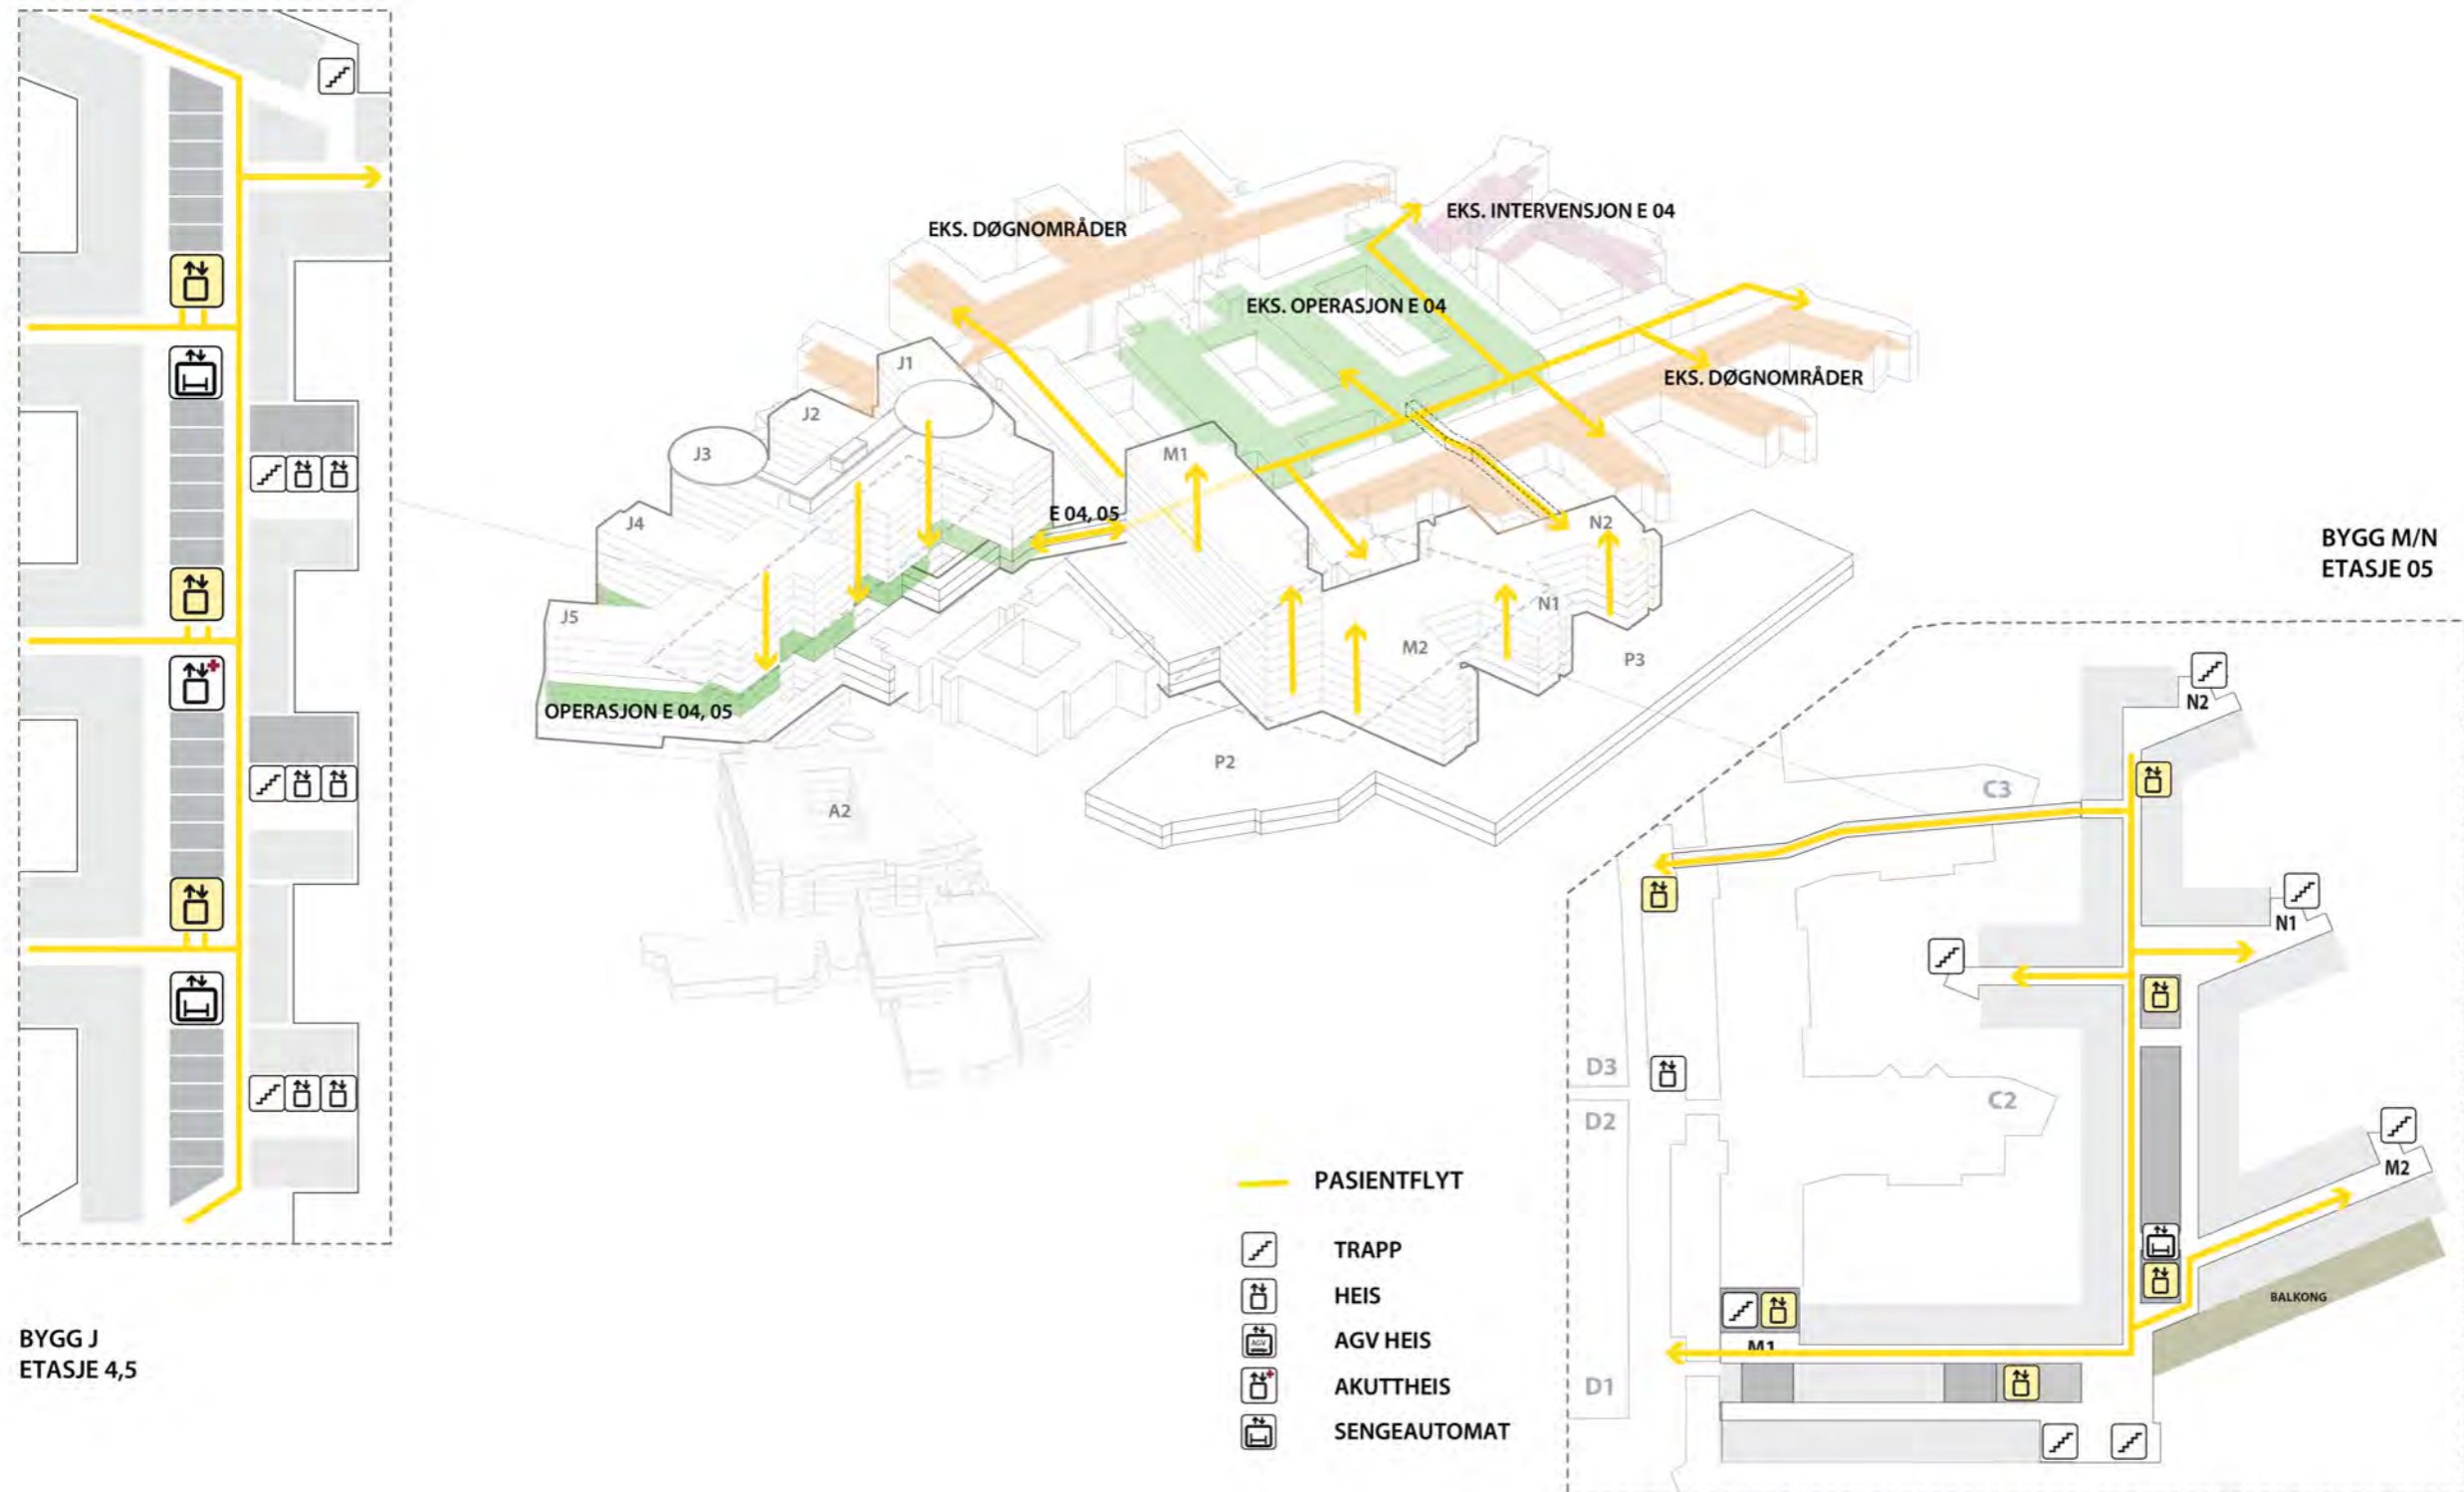 EKS. DØGNOMRÅDER
EKS. INTERVENSJON E 04
EKS. OPERASJON E 04
EKS. DØGNOMRÅDER
J1
J2
J3
J4
J5
M1
E 04, 05
N2
N1
M2
P3
P2
A2
OPERASJON E 04, 05
BYGG M/N
ETASJE 05
N2
C3
N1
D3
D2
C2
M2
BALKONG
M1
D1
PASIENTFLYT
TRAPP
HEIS
AGV
AGV HEIS
AKUTTHEIS
SENGEAUTOMAT
BYGG J
ETASJE 4,5